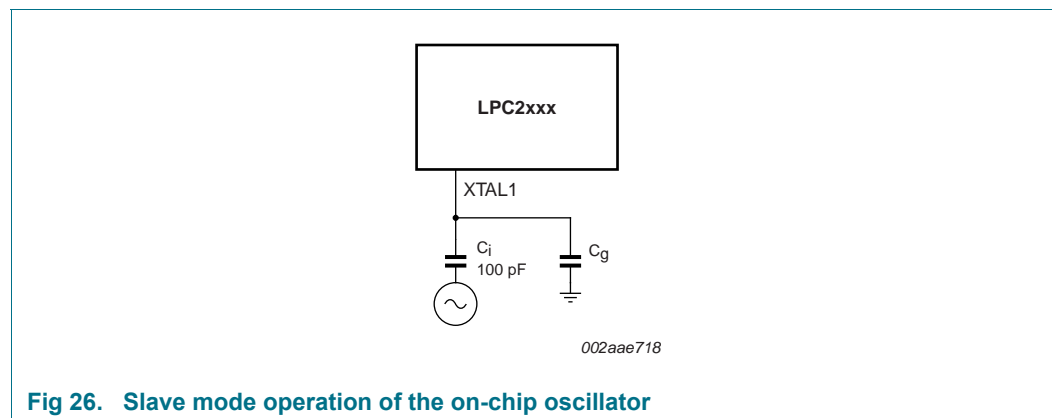 LPC2xxx
XTAL1
Ci
100 pF
Cg
002aae718
Fig 26. Slave mode operation of the on-chip oscillator